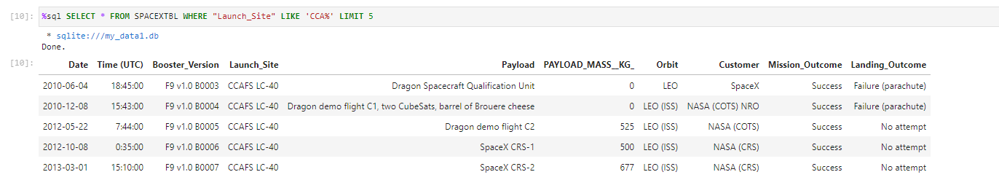 [10]: %sql SELECT * FROM SPACEXTBL WHERE "Launch_Site" LIKE 'CCA%' LIMIT 5
* sqlite:///my_data1.db
Done.
[10]: Date Time (UTC) Booster_Version Launch_Site Payload PAYLOAD_MASS__KG_ Orbit Customer Mission_Outcome Landing_Outcome
2010-06-04 18:45:00 F9 v1.0 B0003 CCAFS LC-40 Dragon Spacecraft Qualification Unit 0 LEO SpaceX Success Failure (parachute)
2010-12-08 15:43:00 F9 v1.0 B0004 CCAFS LC-40 Dragon demo flight C1, two CubeSats, barrel of Brouere cheese 0 LEO (ISS) NASA (COTS) NRO Success Failure (parachute)
2012-05-22 7:44:00 F9 v1.0 B0005 CCAFS LC-40 Dragon demo flight C2 525 LEO (ISS) NASA (COTS) Success No attempt
2012-10-08 0:35:00 F9 v1.0 B0006 CCAFS LC-40 SpaceX CRS-1 500 LEO (ISS) NASA (CRS) Success No attempt
2013-03-01 15:10:00 F9 v1.0 B0007 CCAFS LC-40 SpaceX CRS-2 677 LEO (ISS) NASA (CRS) Success No attempt